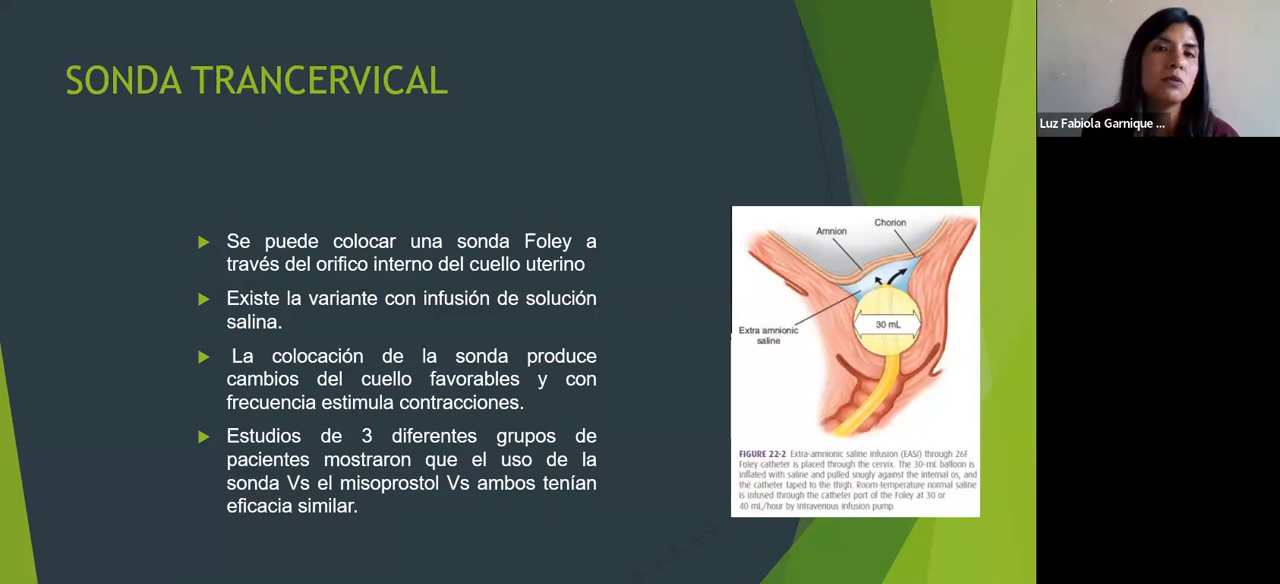 SONDA TRANCERVICAL
Se puede colocar una sonda Foley a
través del orifico interno del cuello uterino
Existe la variante con infusión de solución
salina.
La colocación de la sonda produce
cambios del cuello favorables y con
frecuencia estimula contracciones.
Estudios de 3 diferentes grupos de
pacientes mostraron que el uso de la
sonda Vs el misoprostol Vs ambos tenían
eficacia similar.
Chorion
Amnion
30 mL
Extra amnionic
saline
FIGURE 22-2 Extra-amnionic saline infusion (EASI) through 26F
Foley catheter is placed through the cervix. The 30-mL balloon is
inflated with saline and pulled snugly against the internal os, and
the catheter taped to the thigh. Room-temperature normal saline
is infused through the catheter port of the Foley at 30 or
40 mL/hour by intravenous infusion pump.
Luz Fabiola Garnique ...